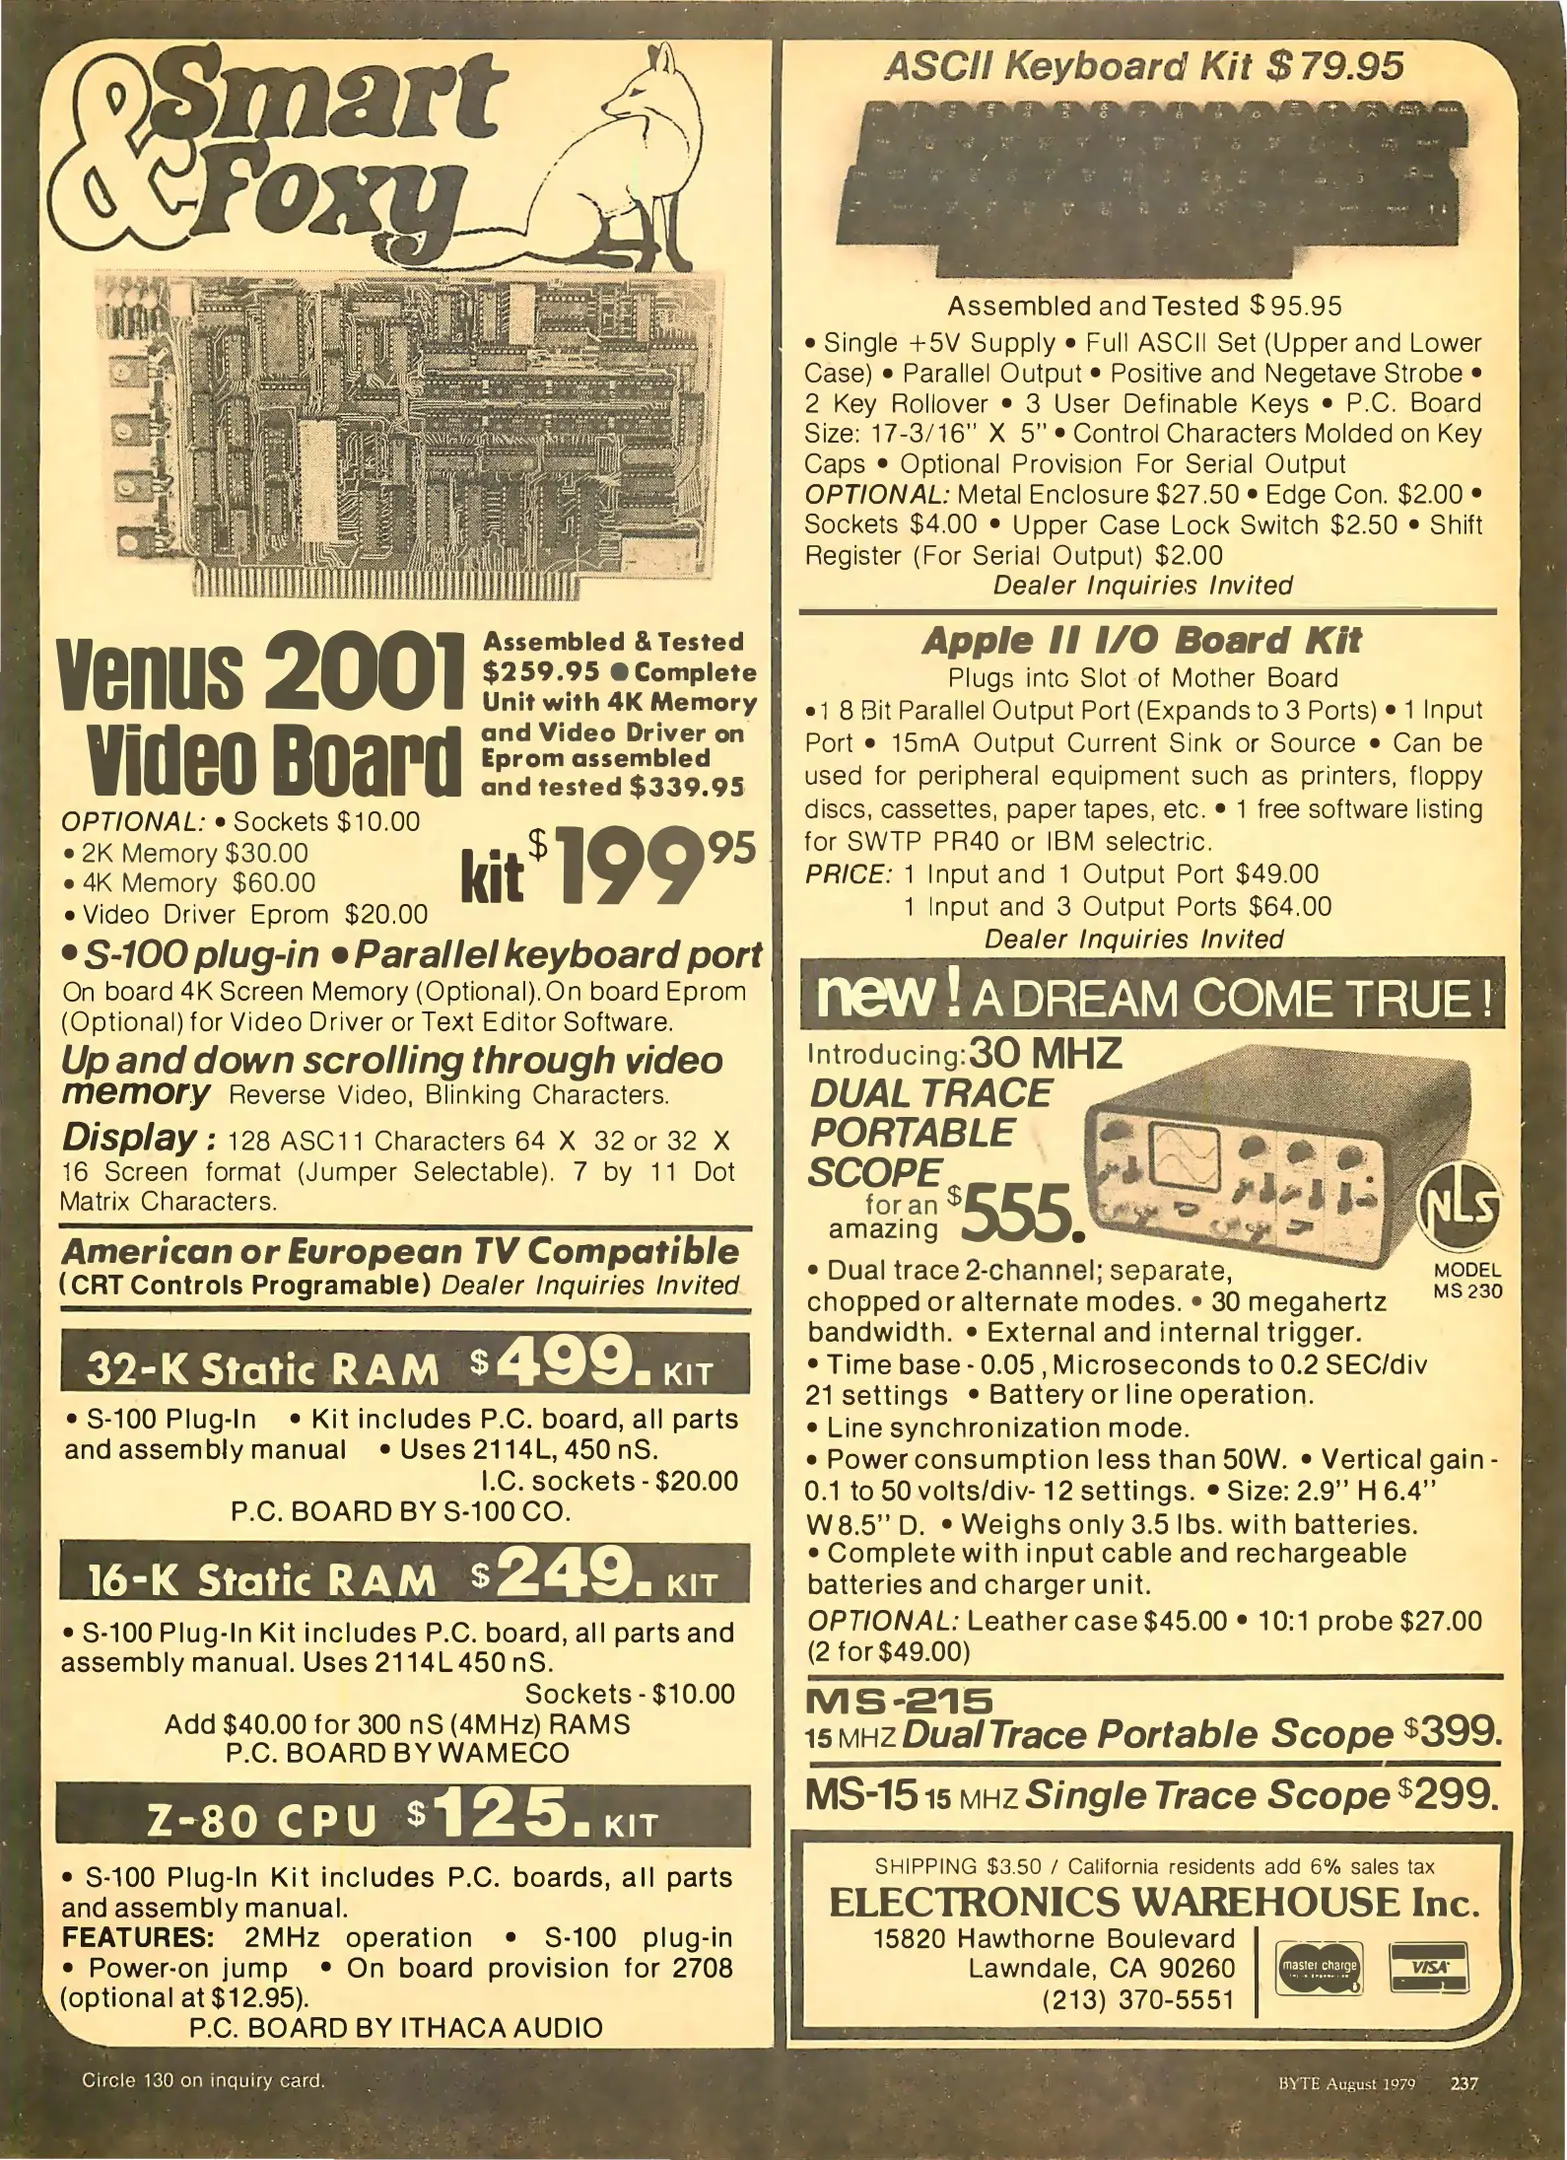 Smart
& Foxy
Venus 2001
Video Board
Assembled & Tested
$259.95 ● Complete
Unit with 4K Memory
and Video Driver on
Eprom assembled
and tested $339.95
OPTIONAL: • Sockets $10.00
• 2K Memory $30.00
• 4K Memory $60.00
• Video Driver Eprom $20.00
kit $199 95
• S-100 plug-in • Parallel keyboard port
On board 4K Screen Memory (Optional). On board Eprom
(Optional) for Video Driver or Text Editor Software.
Up and down scrolling through video
memory Reverse Video, Blinking Characters.
Display : 128 ASC11 Characters 64 X 32 or 32 X
16 Screen format (Jumper Selectable). 7 by 11 Dot
Matrix Characters.
American or European TV Compatible
(CRT Controls Programable) Dealer Inquiries Invited
32-K Static RAM $499. KIT
• S-100 Plug-In • Kit includes P.C. board, all parts
and assembly manual • Uses 2114L, 450 nS.
I.C. sockets - $20.00
P.C. BOARD BY S-100 CO.
16-K Static RAM $249. KIT
• S-100 Plug-In Kit includes P.C. board, all parts and
assembly manual. Uses 2114L 450 nS.
Sockets - $10.00
Add $40.00 for 300 nS (4MHz) RAMS
P.C. BOARD BY WAMECO
Z-80 CPU $125. KIT
• S-100 Plug-In Kit includes P.C. boards, all parts
and assembly manual.
FEATURES: 2MHz operation • S-100 plug-in
• Power-on jump • On board provision for 2708
(optional at $12.95).
P.C. BOARD BY ITHACA AUDIO
ASCII Keyboard Kit $79.95
Assembled and Tested $95.95
• Single +5V Supply • Full ASCII Set (Upper and Lower
Case) • Parallel Output • Positive and Negetave Strobe •
2 Key Rollover • 3 User Definable Keys • P.C. Board
Size: 17-3/16" X 5" • Control Characters Molded on Key
Caps • Optional Provision For Serial Output
OPTIONAL: Metal Enclosure $27.50 • Edge Con. $2.00 •
Sockets $4.00 • Upper Case Lock Switch $2.50 • Shift
Register (For Serial Output) $2.00
Dealer Inquiries Invited
Apple II I/O Board Kit
Plugs into Slot of Mother Board
• 1 8 Bit Parallel Output Port (Expands to 3 Ports) • 1 Input
Port • 15mA Output Current Sink or Source • Can be
used for peripheral equipment such as printers, floppy
discs, cassettes, paper tapes, etc. • 1 free software listing
for SWTP PR40 or IBM selectric.
PRICE: 1 Input and 1 Output Port $49.00
1 Input and 3 Output Ports $64.00
Dealer Inquiries Invited
new! A DREAM COME TRUE!
Introducing: 30 MHZ
DUAL TRACE
PORTABLE
SCOPE
for an
amazing $555.
NLS
MODEL
MS 230
• Dual trace 2-channel; separate,
chopped or alternate modes. • 30 megahertz
bandwidth. • External and internal trigger.
• Time base - 0.05 , Microseconds to 0.2 SEC/div
21 settings • Battery or line operation.
• Line synchronization mode.
• Power consumption less than 50W. • Vertical gain -
0.1 to 50 volts/div- 12 settings. • Size: 2.9" H 6.4"
W 8.5" D. • Weighs only 3.5 lbs. with batteries.
• Complete with input cable and rechargeable
batteries and charger unit.
OPTIONAL: Leather case $45.00 • 10:1 probe $27.00
(2 for $49.00)
MS-215
15 MHZ Dual Trace Portable Scope $399.
MS-15 15 MHZ Single Trace Scope $299.
SHIPPING $3.50 / California residents add 6% sales tax
ELECTRONICS WAREHOUSE Inc.
15820 Hawthorne Boulevard
Lawndale, CA 90260
(213) 370-5551
master charge
VISA
Circle 130 on inquiry card.
BYTE August 1979 237